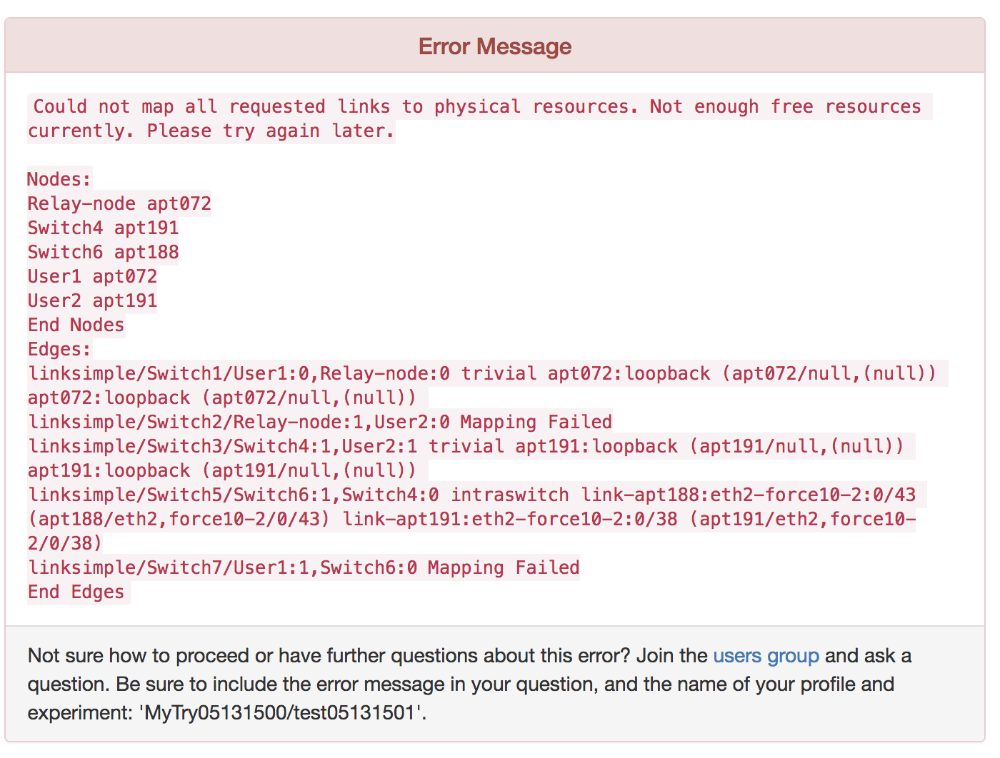 Error Message
Could not map all requested links to physical resources. Not enough free resources
currently. Please try again later.
Nodes:
Relay-node apt072
Switch4 apt191
Switch6 apt188
User1 apt072
User2 apt191
End Nodes
Edges:
linksimple/Switch1/User1:0,Relay-node:0 trivial apt072:loopback (apt072/null,(null))
apt072:loopback (apt072/null,(null))
linksimple/Switch2/Relay-node:1,User2:0 Mapping Failed
linksimple/Switch3/Switch4:1,User2:1 trivial apt191:loopback (apt191/null,(null))
apt191:loopback (apt191/null,(null))
linksimple/Switch5/Switch6:1,Switch4:0 intraswitch link-apt188:eth2-force10-2:0/43
(apt188/eth2,force10-2/0/43) link-apt191:eth2-force10-2:0/38 (apt191/eth2,force10-
2/0/38)
linksimple/Switch7/User1:1,Switch6:0 Mapping Failed
End Edges
Not sure how to proceed or have further questions about this error? Join the users group and ask a
question. Be sure to include the error message in your question, and the name of your profile and
experiment: 'MyTry05131500/test05131501'.